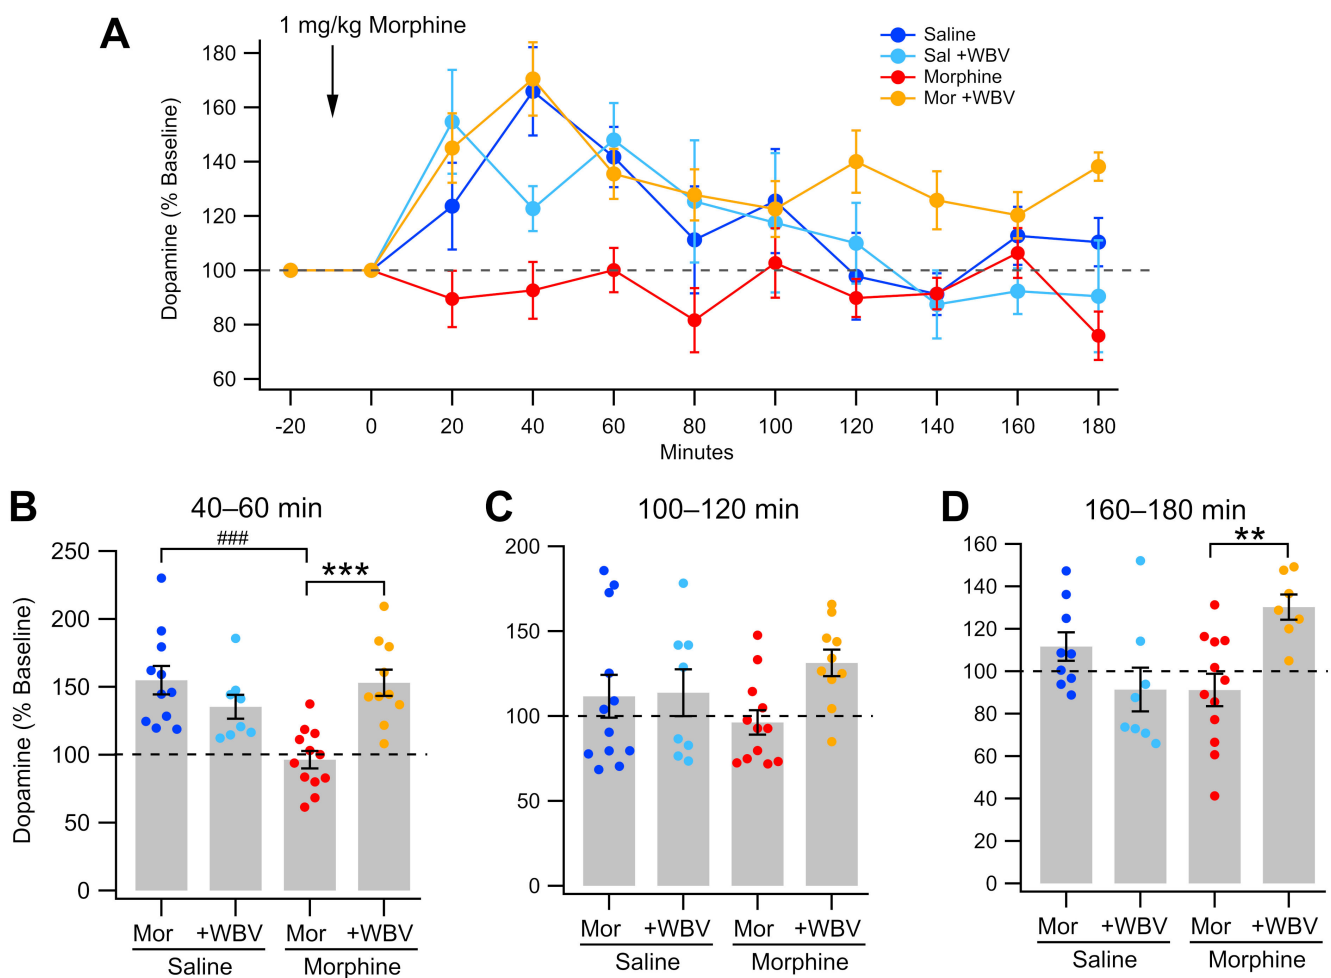 A
1 mg/kg Morphine
Saline
Sal +WBV
Morphine
Mor +WBV
Dopamine (% Baseline)
180
160
140
120
100
80
60
-20 0 20 40 60 80 100 120 140 160 180
Minutes
B
40–60 min
###
***
Dopamine (% Baseline)
250
200
150
100
50
0
Mor +WBV Mor +WBV
Saline Morphine
C
100–120 min
200
150
100
50
0
Mor +WBV Mor +WBV
Saline Morphine
D
160–180 min
**
160
140
120
100
80
60
40
20
0
Mor +WBV Mor +WBV
Saline Morphine